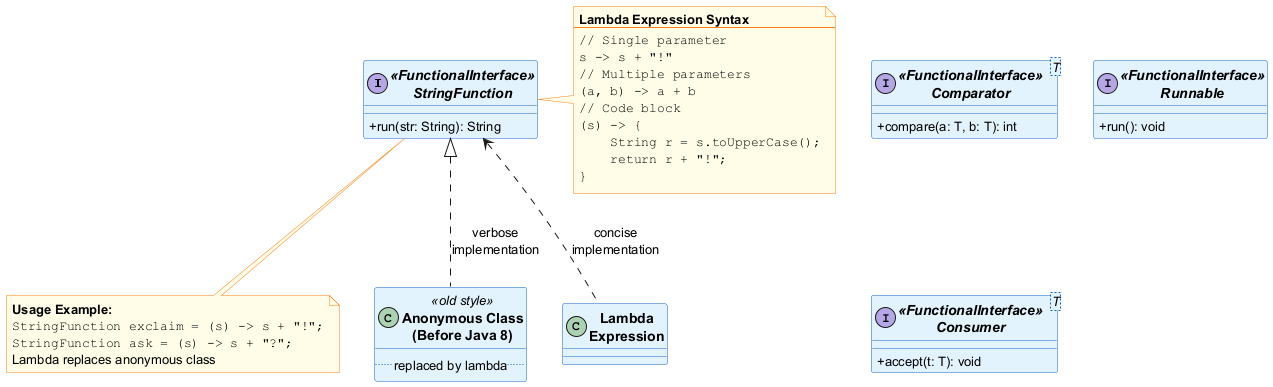 Lambda Expression Syntax
// Single parameter
s -> s + "!"
// Multiple parameters
(a, b) -> a + b
// Code block
(s) -> {
    String r = s.toUpperCase();
    return r + "!";
}
I
«FunctionalInterface»
StringFunction
+run(str: String): String
T
I
«FunctionalInterface»
Comparator
+compare(a: T, b: T): int
I
«FunctionalInterface»
Runnable
+run(): void
verbose
implementation
concise
implementation
Usage Example:
StringFunction exclaim = (s) -> s + "!";
StringFunction ask = (s) -> s + "?";
Lambda replaces anonymous class
C
«old style»
Anonymous Class
(Before Java 8)
replaced by lambda
C
Lambda
Expression
T
I
«FunctionalInterface»
Consumer
+accept(t: T): void